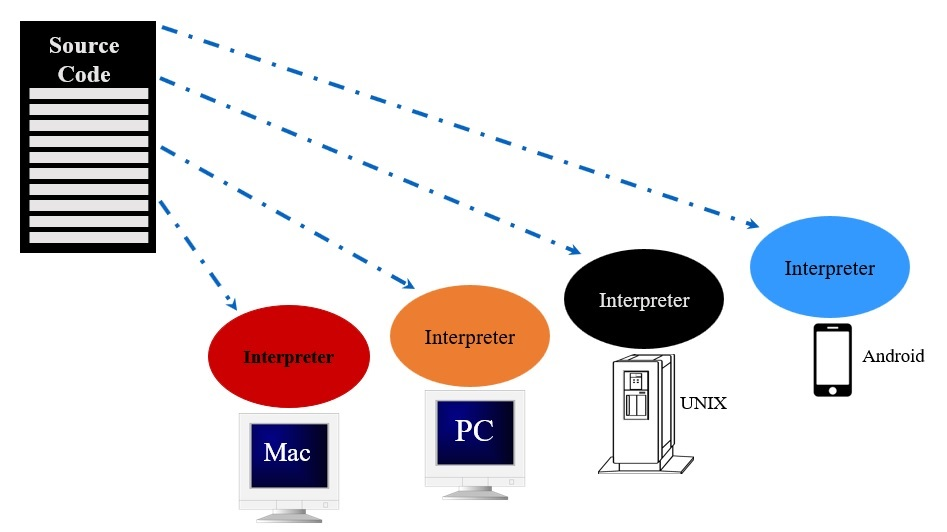 Source
Code
Interpreter
Interpreter
Interpreter
Interpreter
Mac
PC
UNIX
Android